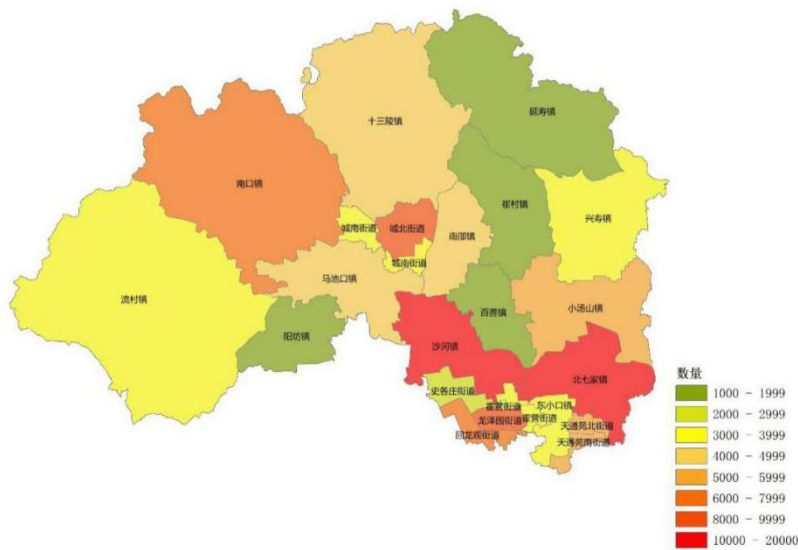 延寿镇
十三陵镇
南口镇
崔村镇
兴寿镇
城南街道
城北街道
南邵镇
城南街道
马池口镇
流村镇
小汤山镇
百善镇
阳坊镇
沙河镇
北七家镇
史各庄街道
霍营街道
东小口镇
龙泽园街道
霍营街道
天通苑北街道
回龙观街道
天通苑南街道
数量
1000 - 1999
2000 - 2999
3000 - 3999
4000 - 4999
5000 - 5999
6000 - 7999
8000 - 9999
10000 - 20000